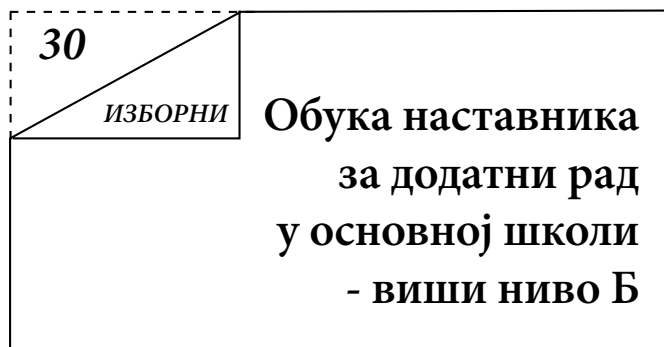 30
ИЗБОРНИ
Обука наставника
за додатни рад
у основној школи
- виши ниво Б